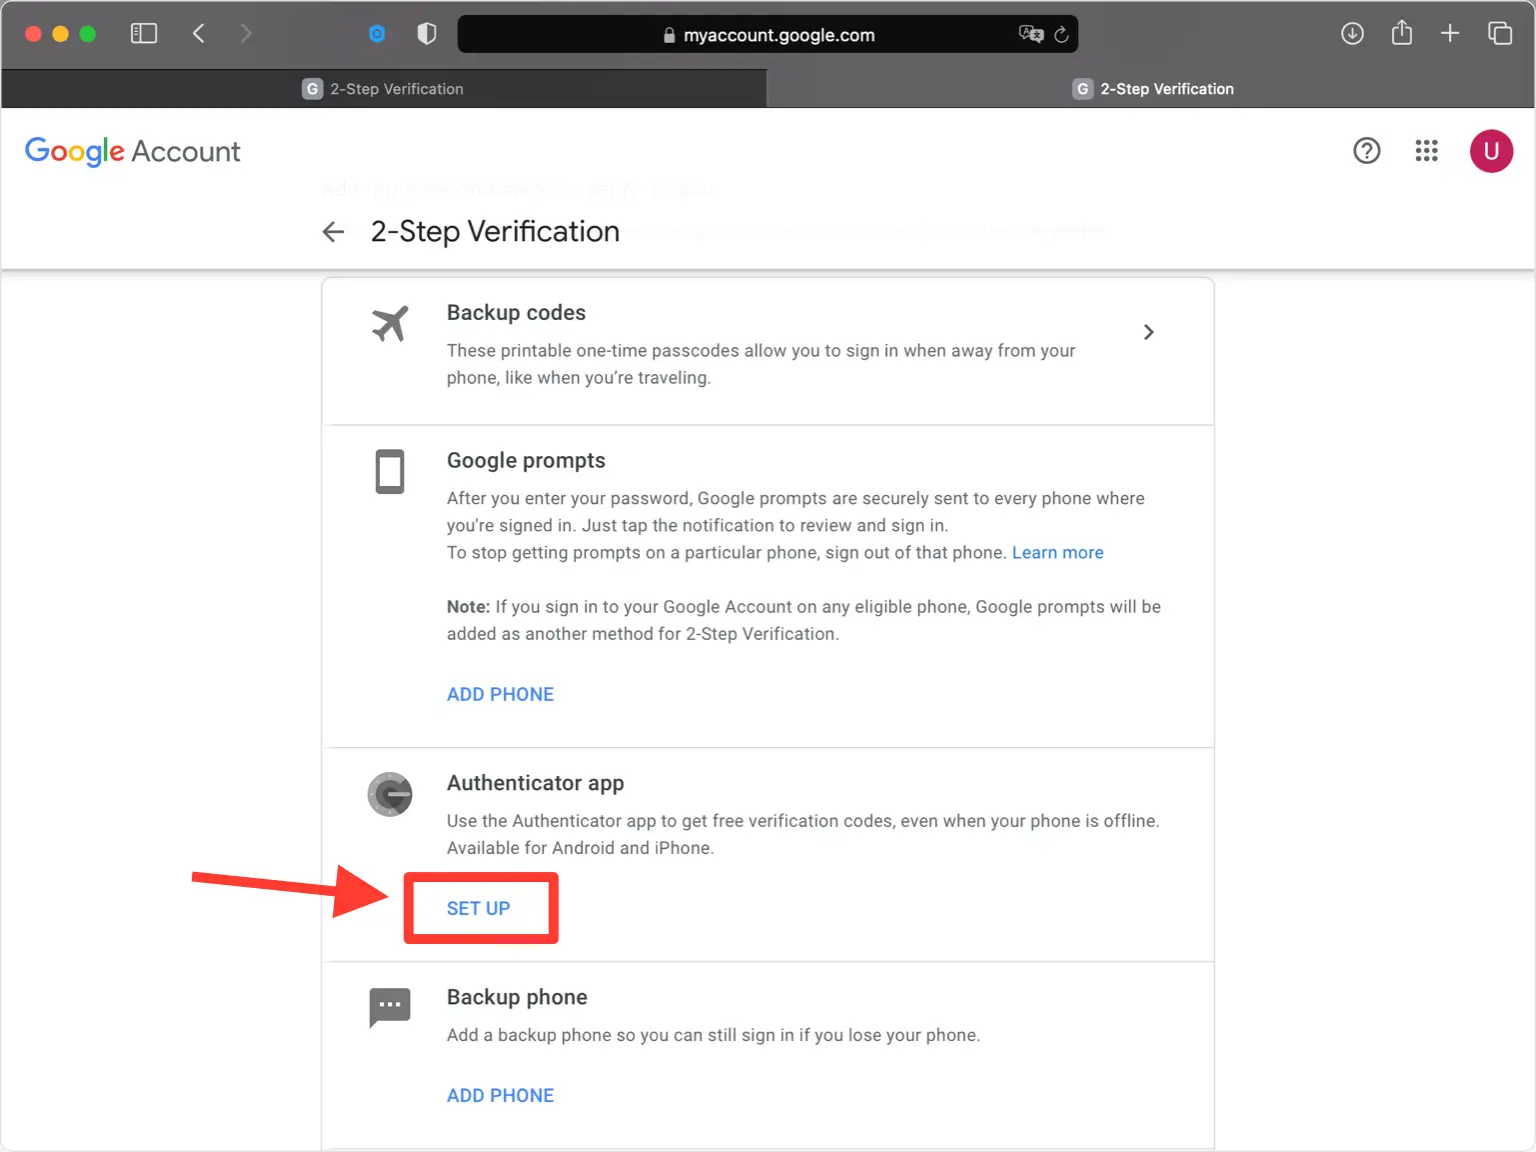 myaccount.google.com
G 2-Step Verification
G 2-Step Verification
Google Account
U
2-Step Verification
Backup codes
These printable one-time passcodes allow you to sign in when away from your
phone, like when you’re traveling.
Google prompts
After you enter your password, Google prompts are securely sent to every phone where
you're signed in. Just tap the notification to review and sign in.
To stop getting prompts on a particular phone, sign out of that phone. Learn more
Note: If you sign in to your Google Account on any eligible phone, Google prompts will be
added as another method for 2-Step Verification.
ADD PHONE
Authenticator app
Use the Authenticator app to get free verification codes, even when your phone is offline.
Available for Android and iPhone.
SET UP
Backup phone
Add a backup phone so you can still sign in if you lose your phone.
ADD PHONE